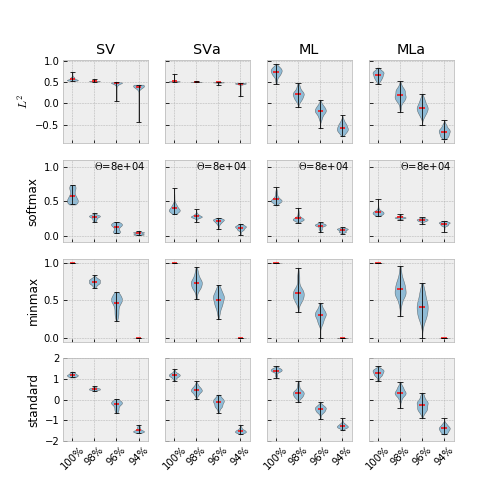 SV SVa ML MLa
L²
1.0
0.5
0.0
−0.5
softmax
1.0
0.5
0.0
Θ=8e+04 Θ=8e+04 Θ=8e+04 Θ=8e+04
minmax
1.0
0.5
0.0
standard
2
1
0
−1
−2
100% 98% 96% 94% 100% 98% 96% 94% 100% 98% 96% 94% 100% 98% 96% 94%